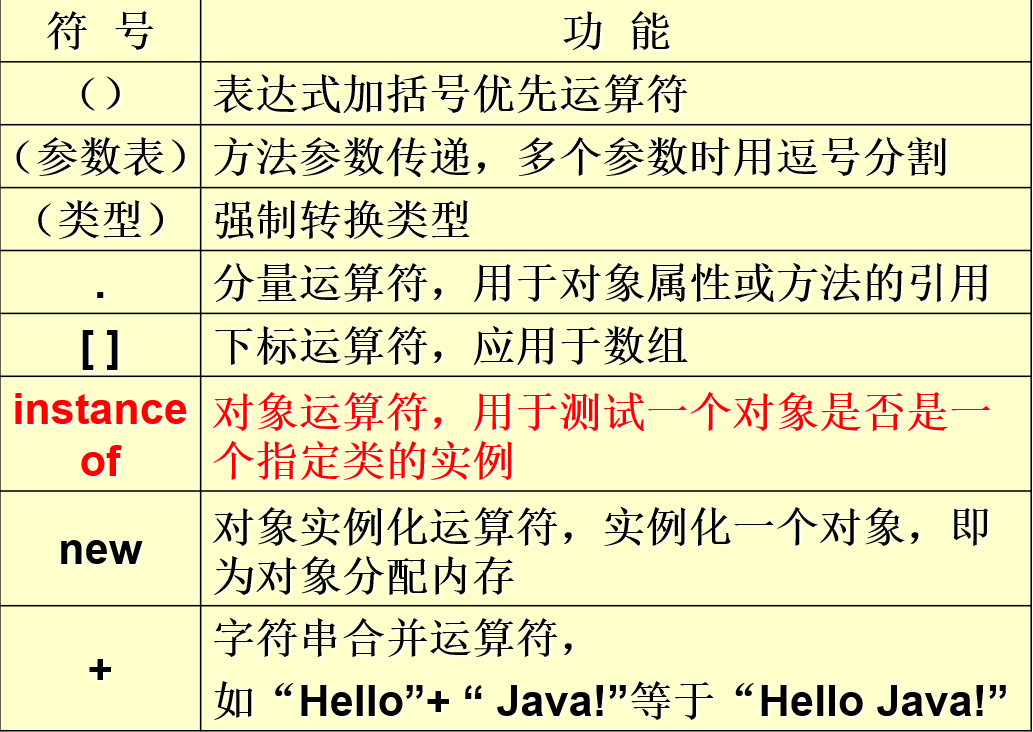 符 号 功 能
（） 表达式加括号优先运算符
（参数表） 方法参数传递，多个参数时用逗号分割
（类型） 强制转换类型
. 分量运算符，用于对象属性或方法的引用
[ ] 下标运算符，应用于数组
instance
of
对象运算符，用于测试一个对象是否是一
个指定类的实例
new
对象实例化运算符，实例化一个对象，即
为对象分配内存
+
字符串合并运算符，
如“Hello”+ “ Java!”等于“Hello Java!”